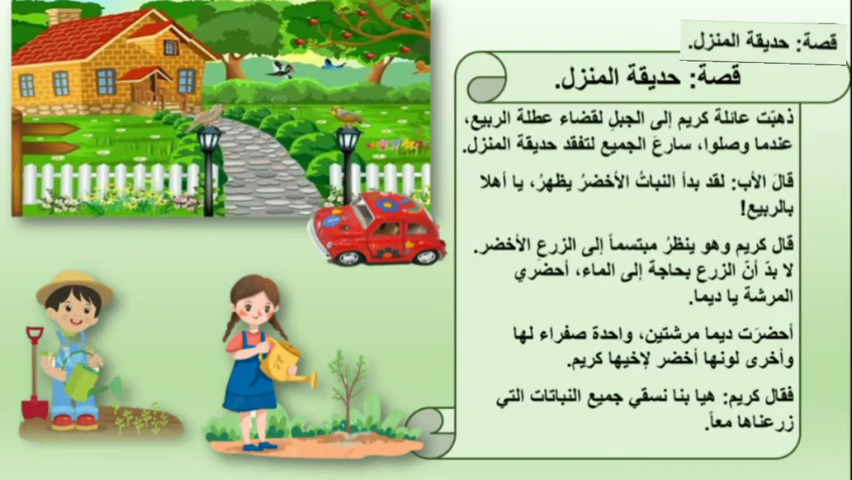 قصة: حديقة المنزل.
قصة: حديقة المنزل.
ذهبَت عائلة كريم إلى الجبلِ لقضاء عطلة الربيع،
عندما وصلوا، سارعَ الجميع لتفقد حديقة المنزل.
قالَ الأب: لقد بدأ النباتُ الأخضرُ يظهرُ، يا أهلا
بالربيع!
قال كريم وهو ينظرُ مبتسماً إلى الزرعِ الأخضر.
لا بدّ أنّ الزرع بحاجة إلى الماء، أحضري
المرشة يا ديما.
أحضرَت ديما مرشتين، واحدة صفراء لها
وأخرى لونها أخضر لإخيها كريم.
فقال كريم: هيا بنا نسقي جميع النباتات التي
زرعناها معاً.